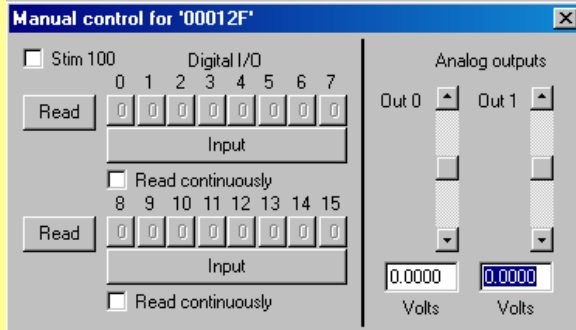 Manual control for '00012F'
Stim 100 Digital I/O Analog outputs
0 1 2 3 4 5 6 7
Out 0 Out 1
Read 0 0 0 0 0 0 0 0
Input
Read continuously
8 9 10 11 12 13 14 15
Read 0 0 0 0 0 0 0 0
Input
0.0000 0.0000
Read continuously Volts Volts